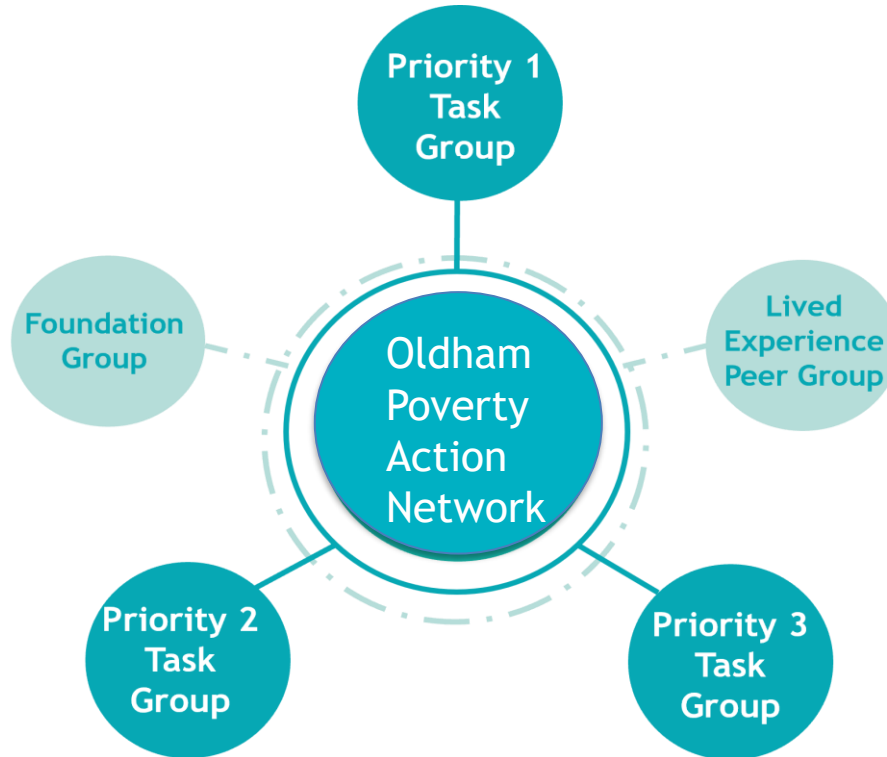 Priority 1
Task
Group
Foundation
Group
Oldham
Poverty
Action
Network
Lived
Experience
Peer Group
Priority 2
Task
Group
Priority 3
Task
Group